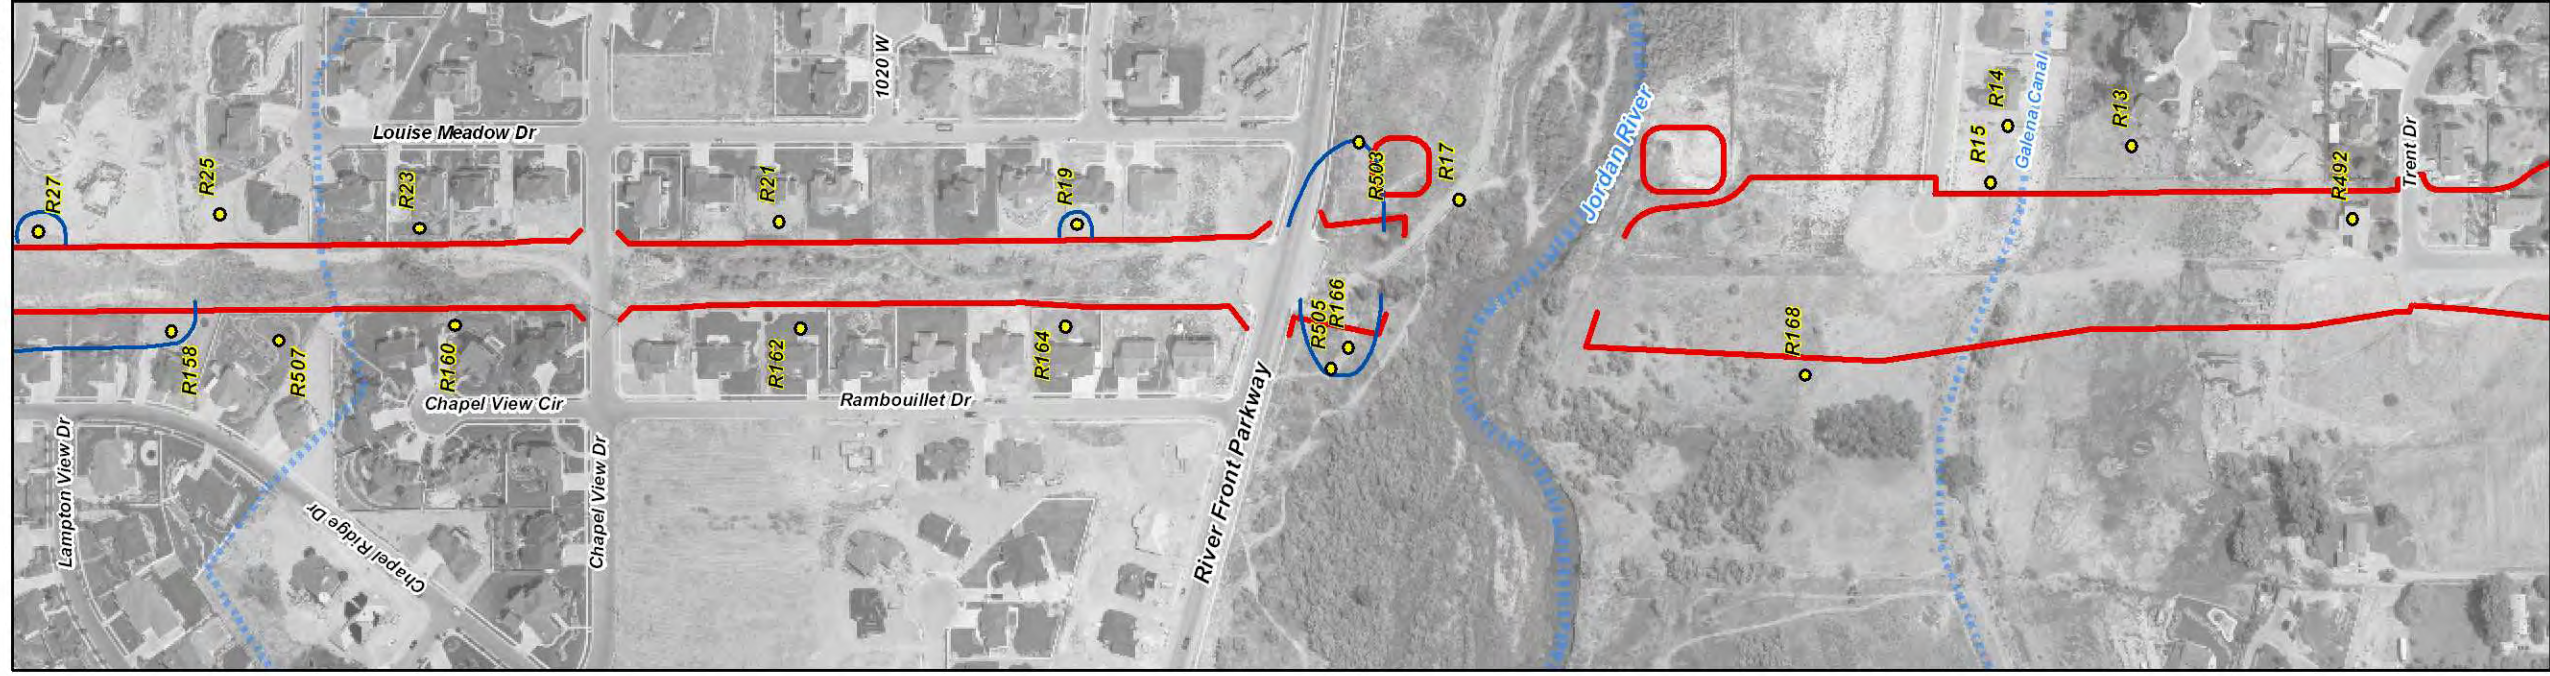 1020 W
Louise Meadow Dr
R27
R25
R23
R21
R19
R503
R17
Jordan River
R15
R14
Galena Canal
R13
R492
Trent Dr
R158
R507
R160
R162
R164
R505
R166
R168
Chapel View Cir
Rambouillet Dr
Lampton View Dr
Chapel Ridge Dr
Chapel View Dr
River Front Parkway